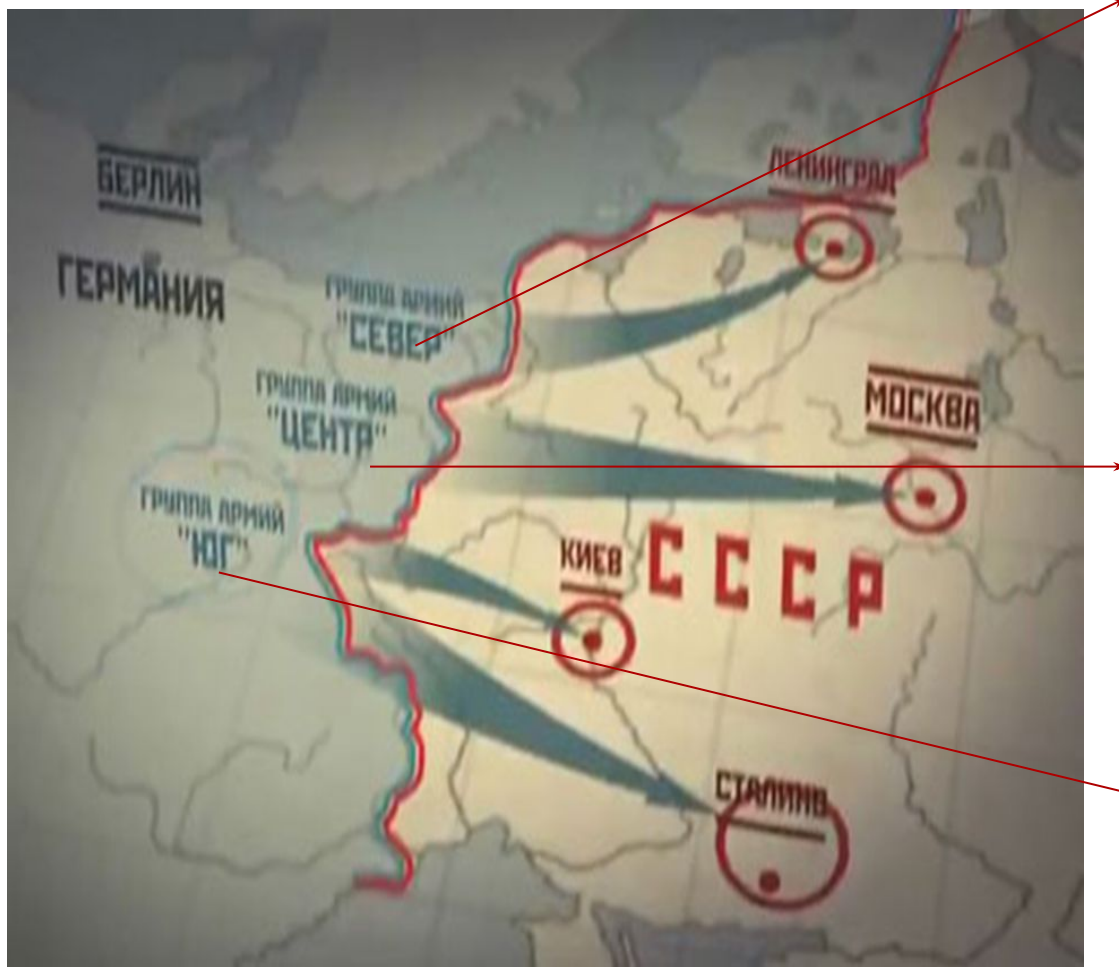 БЕРЛИН
ГЕРМАНИЯ
ЛЕНИНГРАД
ГРУППА АРМИЙ
"СЕВЕР"
ГРУППА АРМИЙ
"ЦЕНТР"
МОСКВА
ГРУППА АРМИЙ
"ЮГ"
КИЕВ
СССР
СТАЛИНО